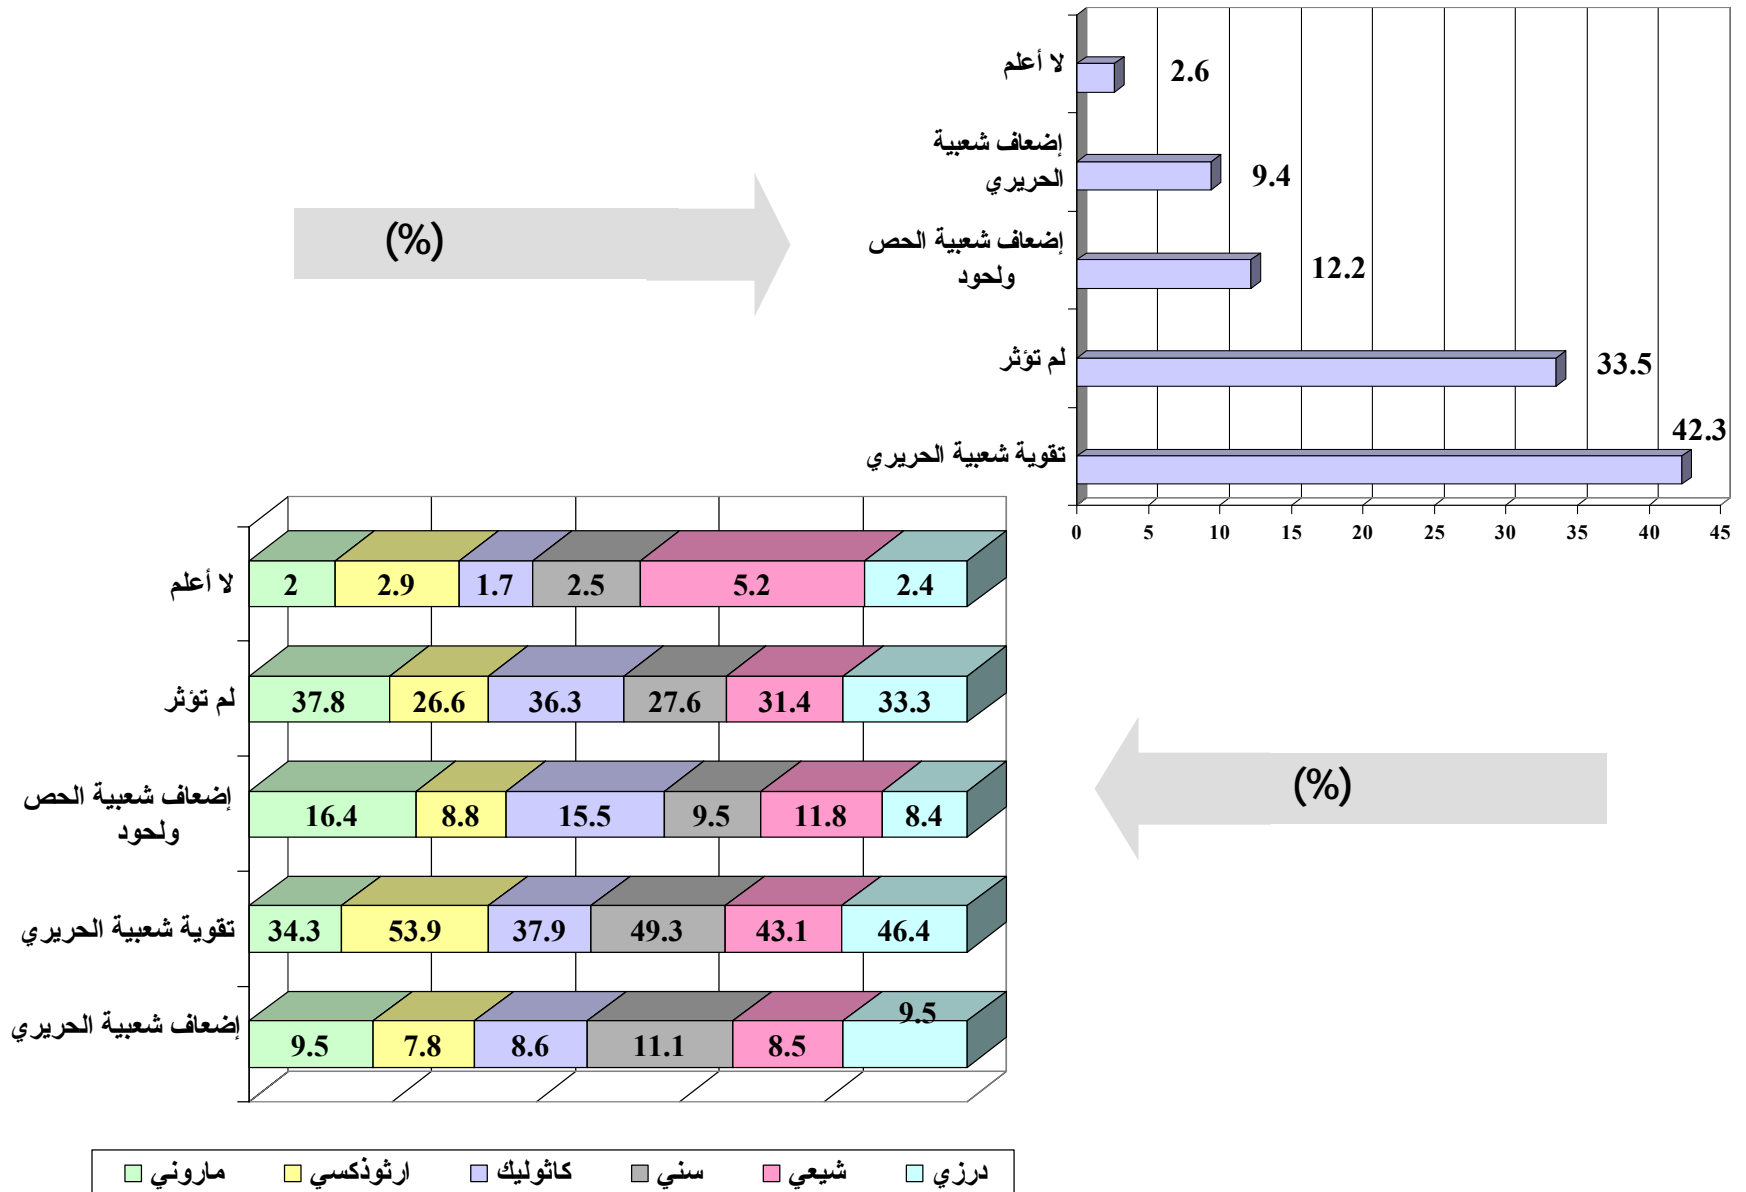 لا أعلم
2.6
إضعاف شعبية
الحريري
9.4
إضعاف شعبية الحص
ولحود
12.2
لم تؤثر
33.5
تقوية شعبية الحريري
42.3
0 5 10 15 20 25 30 35 40 45
(%)
لا أعلم
2 2.9 1.7 2.5 5.2 2.4
لم تؤثر
37.8 26.6 36.3 27.6 31.4 33.3
إضعاف شعبية الحص
ولحود
16.4 8.8 15.5 9.5 11.8 8.4
تقوية شعبية الحريري
34.3 53.9 37.9 49.3 43.1 46.4
إضعاف شعبية الحريري
9.5 7.8 8.6 11.1 8.5 9.5
(%)
ماروني ارثوذكسي كاثوليك سني شيعي درزي